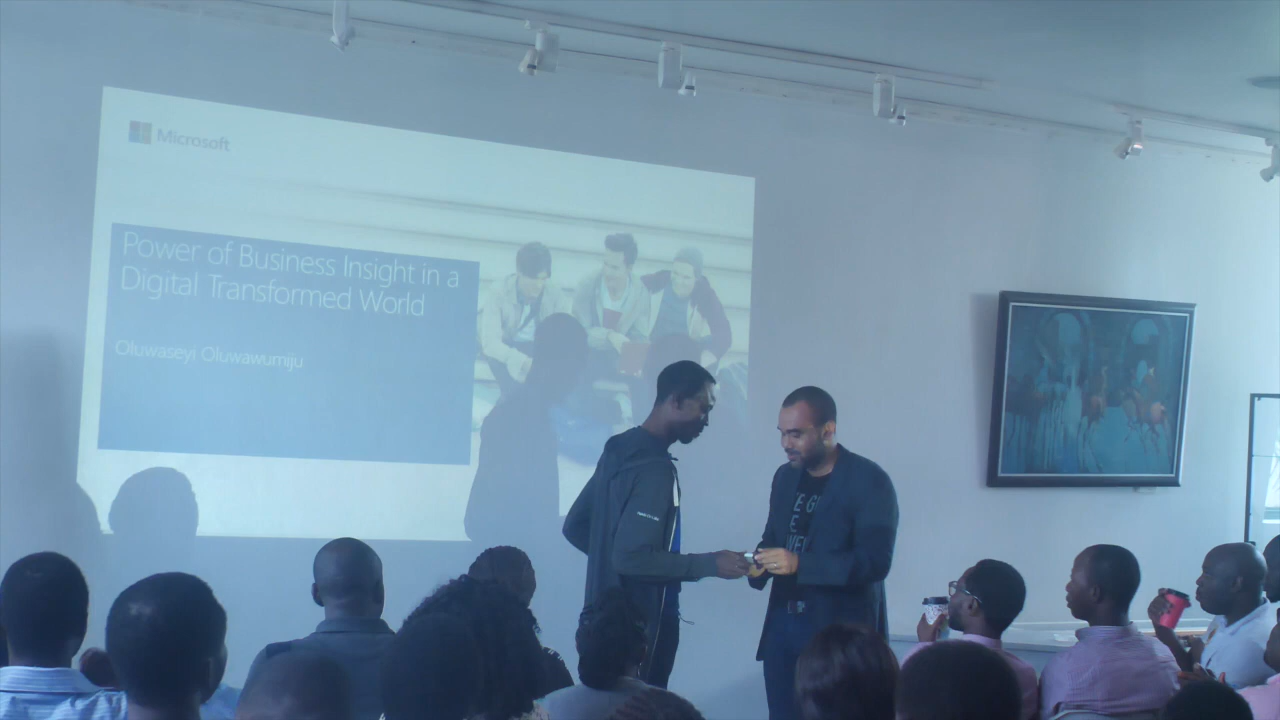 Microsoft
Power of Business Insight in a
Digital Transformed World
Oluwaseyi Oluwawumiju